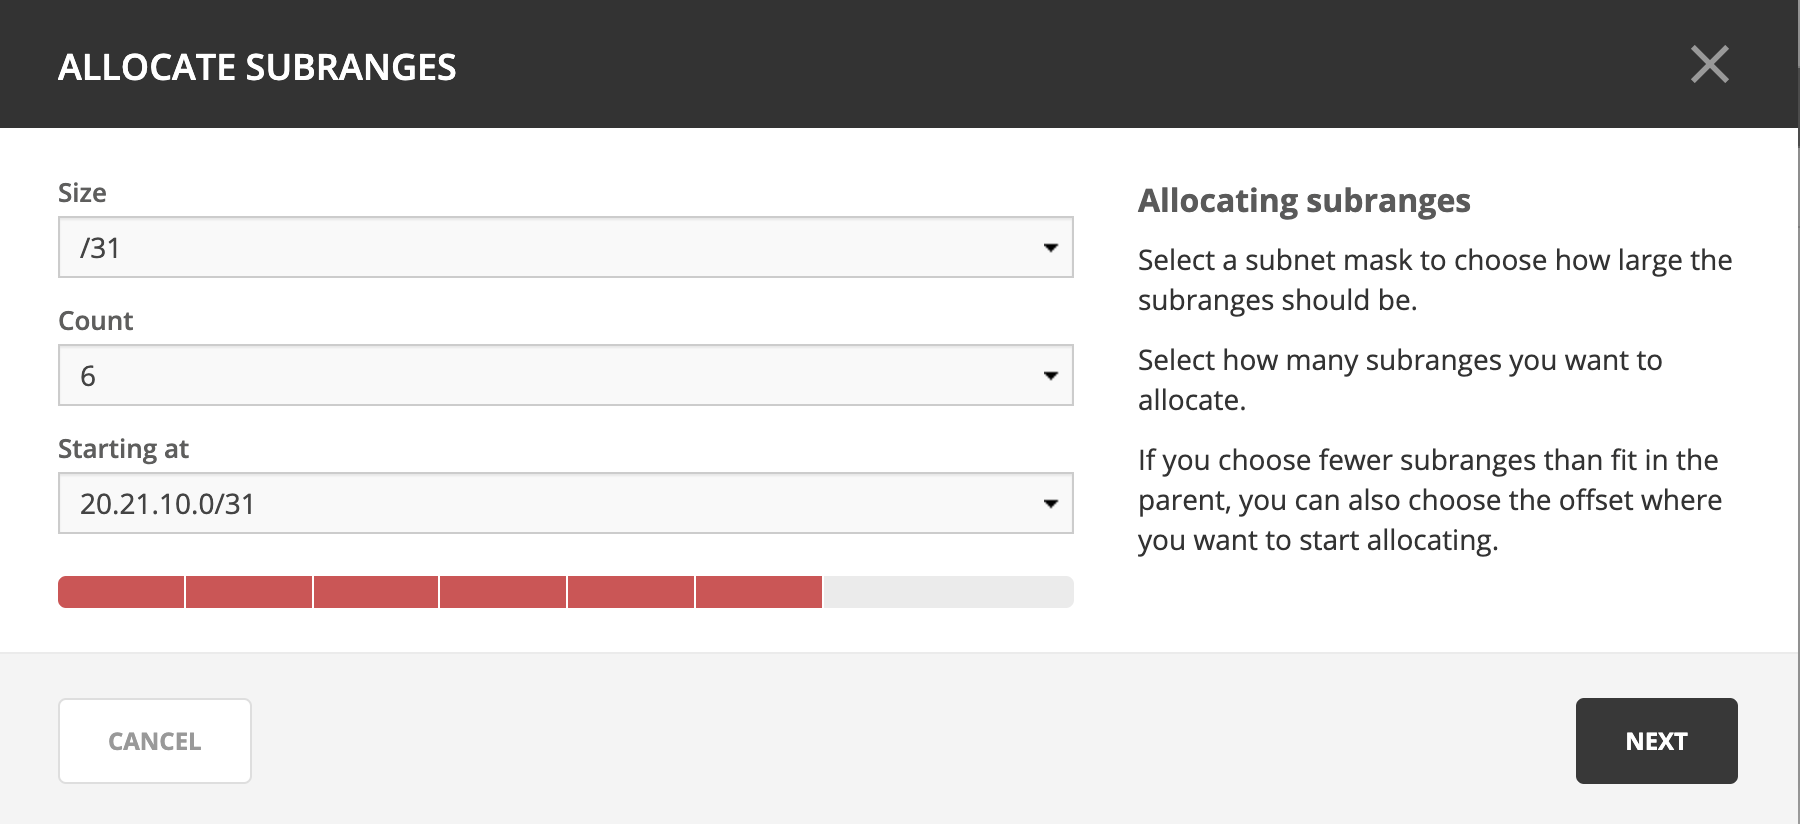 ALLOCATE SUBRANGES
Size
/31
Count
6
Starting at
20.21.10.0/31
Allocating subranges
Select a subnet mask to choose how large the
subranges should be.
Select how many subranges you want to
allocate.
If you choose fewer subranges than fit in the
parent, you can also choose the offset where
you want to start allocating.
CANCEL
NEXT